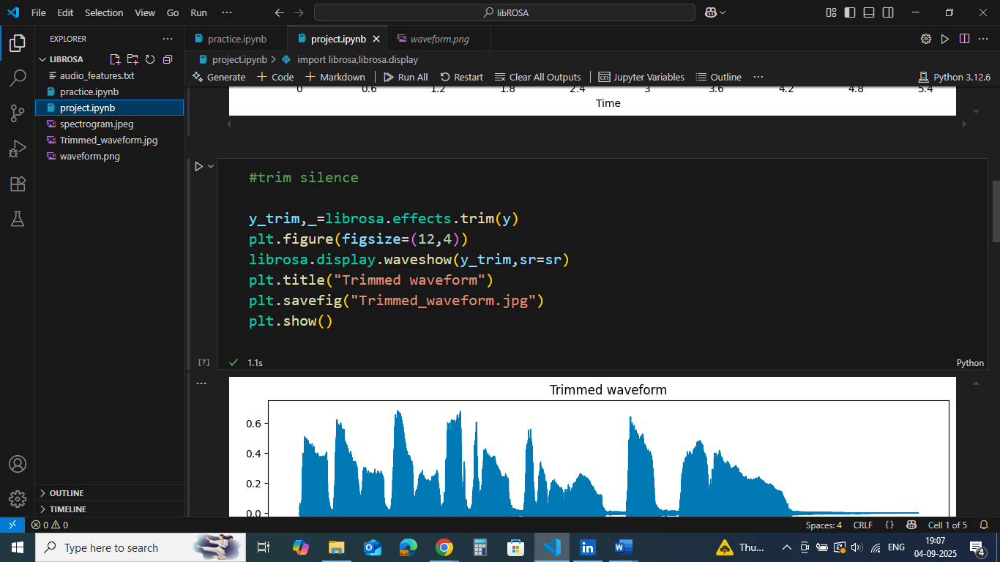 File Edit Selection View Go Run ··· libROSA
EXPLORER ···
practice.ipynb project.ipynb waveform.png
LIBROSA
project.ipynb > import librosa,librosa.display
audio_features.txt
practice.ipynb
project.ipynb
spectrogram.jpeg
Trimmed_waveform.jpg
waveform.png
Generate + Code + Markdown | Run All Restart Clear All Outputs | Jupyter Variables Outline ··· Python 3.12.6
0 0.6 1.2 1.8 2.4 3 3.6 4.2 4.8 5.4
Time
#trim silence
y_trim,_=librosa.effects.trim(y)
plt.figure(figsize=(12,4))
librosa.display.waveshow(y_trim,sr=sr)
plt.title("Trimmed waveform")
plt.savefig("Trimmed_waveform.jpg")
plt.show()
[7] 1.1s Python
Trimmed waveform
0.6
0.4
0.2
0.0
OUTLINE
TIMELINE
0 0 Spaces: 4 CRLF {} Cell 1 of 5
Type here to search Thu... ENG 19:07
04-09-2025 4